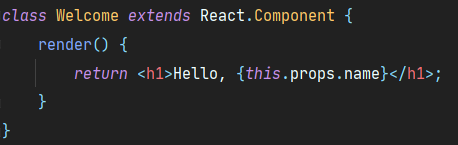 class Welcome extends React.Component {
render() {
return <h1>Hello, {this.props.name}</h1>;
}
}